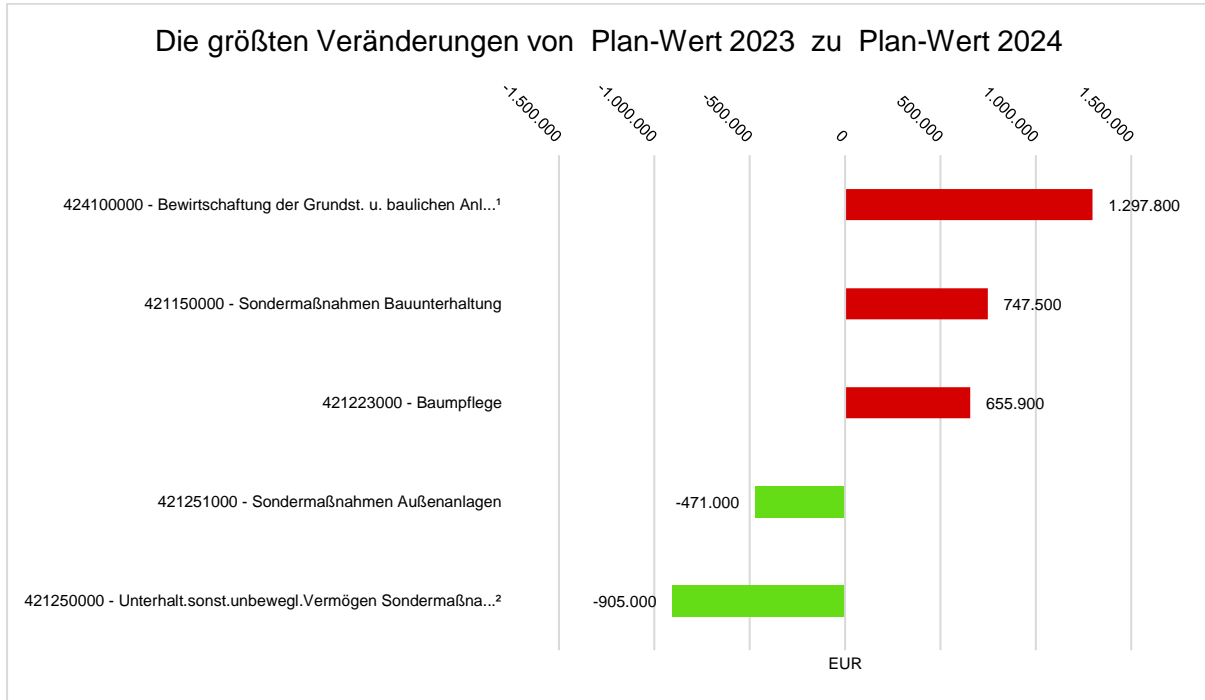 Die größten Veränderungen von  Plan-Wert 2023  zu  Plan-Wert 2024
-1.500.000
-1.000.000
-500.000
0
500.000
1.000.000
1.500.000
424100000 - Bewirtschaftung der Grundst. u. baulichen Anl...¹
1.297.800
421150000 - Sondermaßnahmen Bauunterhaltung
747.500
421223000 - Baumpflege
655.900
421251000 - Sondermaßnahmen Außenanlagen
-471.000
421250000 - Unterhalt.sonst.unbewegl.Vermögen Sondermaßna...²
-905.000
EUR